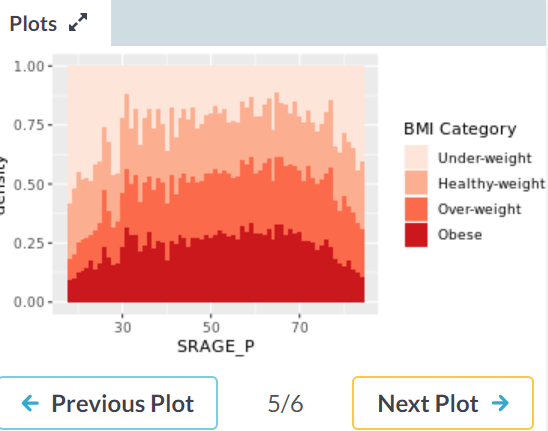 Plots
1.00
0.75
0.50
0.25
0.00
density
30 50 70
SRAGE_P
BMI Category
Under-weight
Healthy-weight
Over-weight
Obese
← Previous Plot 5/6 Next Plot →